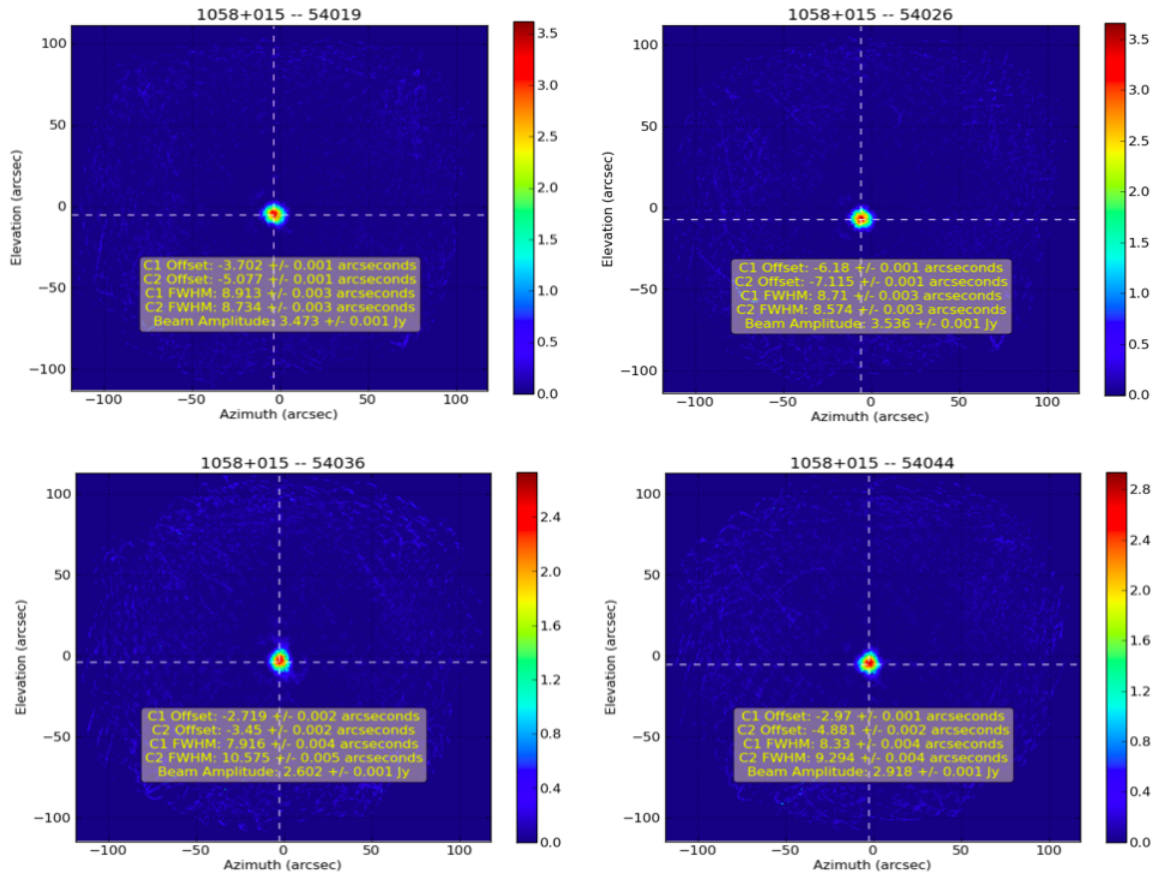 1058+015 -- 54019
3.5
3.0
2.5
2.0
1.5
1.0
0.5
0.0
100
50
0
−50
−100
Elevation (arcsec)
C1 Offset: -3.702 +/- 0.001 arcseconds
C2 Offset: -5.077 +/- 0.001 arcseconds
C1 FWHM: 8.913 +/- 0.003 arcseconds
C2 FWHM: 8.734 +/- 0.003 arcseconds
Beam Amplitude: 3.473 +/- 0.001 Jy
−100 −50 0 50 100
Azimuth (arcsec)
1058+015 -- 54026
3.5
3.0
2.5
2.0
1.5
1.0
0.5
0.0
100
50
0
−50
−100
Elevation (arcsec)
C1 Offset: -6.18 +/- 0.001 arcseconds
C2 Offset: -7.115 +/- 0.001 arcseconds
C1 FWHM: 8.71 +/- 0.003 arcseconds
C2 FWHM: 8.574 +/- 0.003 arcseconds
Beam Amplitude: 3.536 +/- 0.001 Jy
−100 −50 0 50 100
Azimuth (arcsec)
1058+015 -- 54036
2.4
2.0
1.6
1.2
0.8
0.4
0.0
100
50
0
−50
−100
Elevation (arcsec)
C1 Offset: -2.719 +/- 0.002 arcseconds
C2 Offset: -3.45 +/- 0.002 arcseconds
C1 FWHM: 7.916 +/- 0.004 arcseconds
C2 FWHM: 10.575 +/- 0.005 arcseconds
Beam Amplitude: 2.602 +/- 0.001 Jy
−100 −50 0 50 100
Azimuth (arcsec)
1058+015 -- 54044
2.8
2.4
2.0
1.6
1.2
0.8
0.4
0.0
100
50
0
−50
−100
Elevation (arcsec)
C1 Offset: -2.97 +/- 0.001 arcseconds
C2 Offset: -4.881 +/- 0.002 arcseconds
C1 FWHM: 8.33 +/- 0.004 arcseconds
C2 FWHM: 9.294 +/- 0.004 arcseconds
Beam Amplitude: 2.918 +/- 0.001 Jy
−100 −50 0 50 100
Azimuth (arcsec)